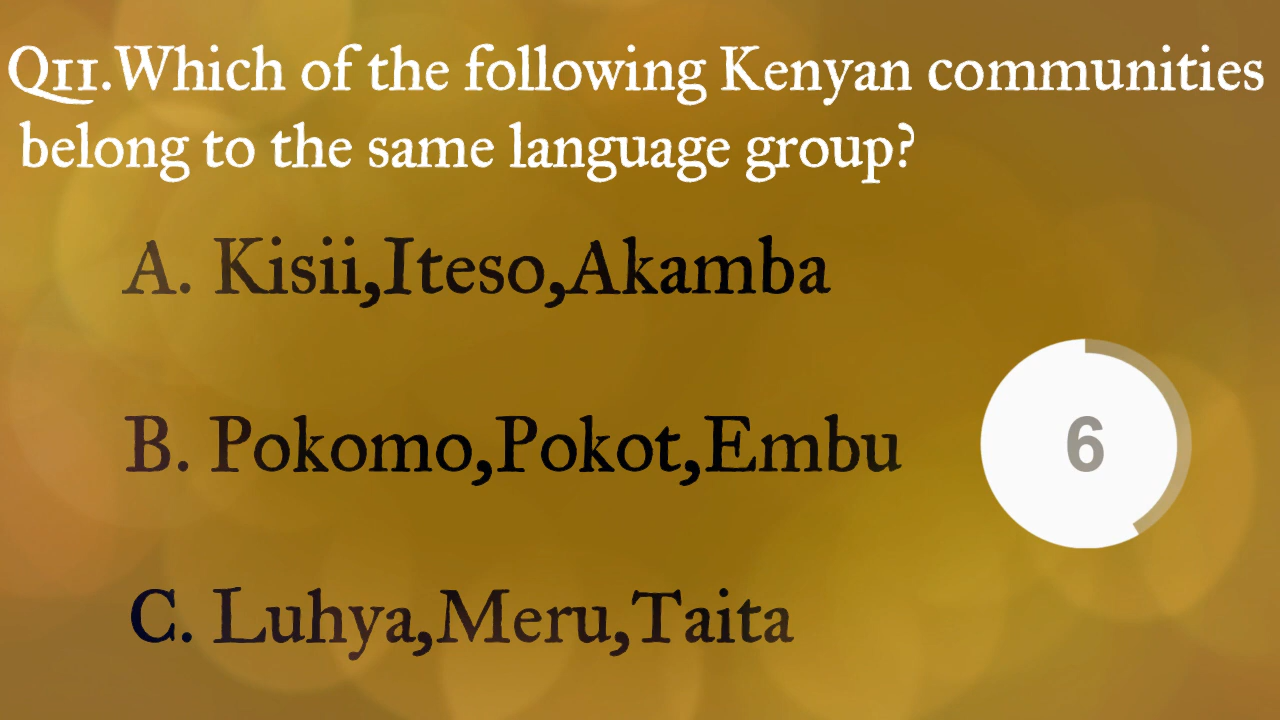 Q11.Which of the following Kenyan communities
belong to the same language group?
A. Kisii,Iteso,Akamba
B. Pokomo,Pokot,Embu
6
C. Luhya,Meru,Taita